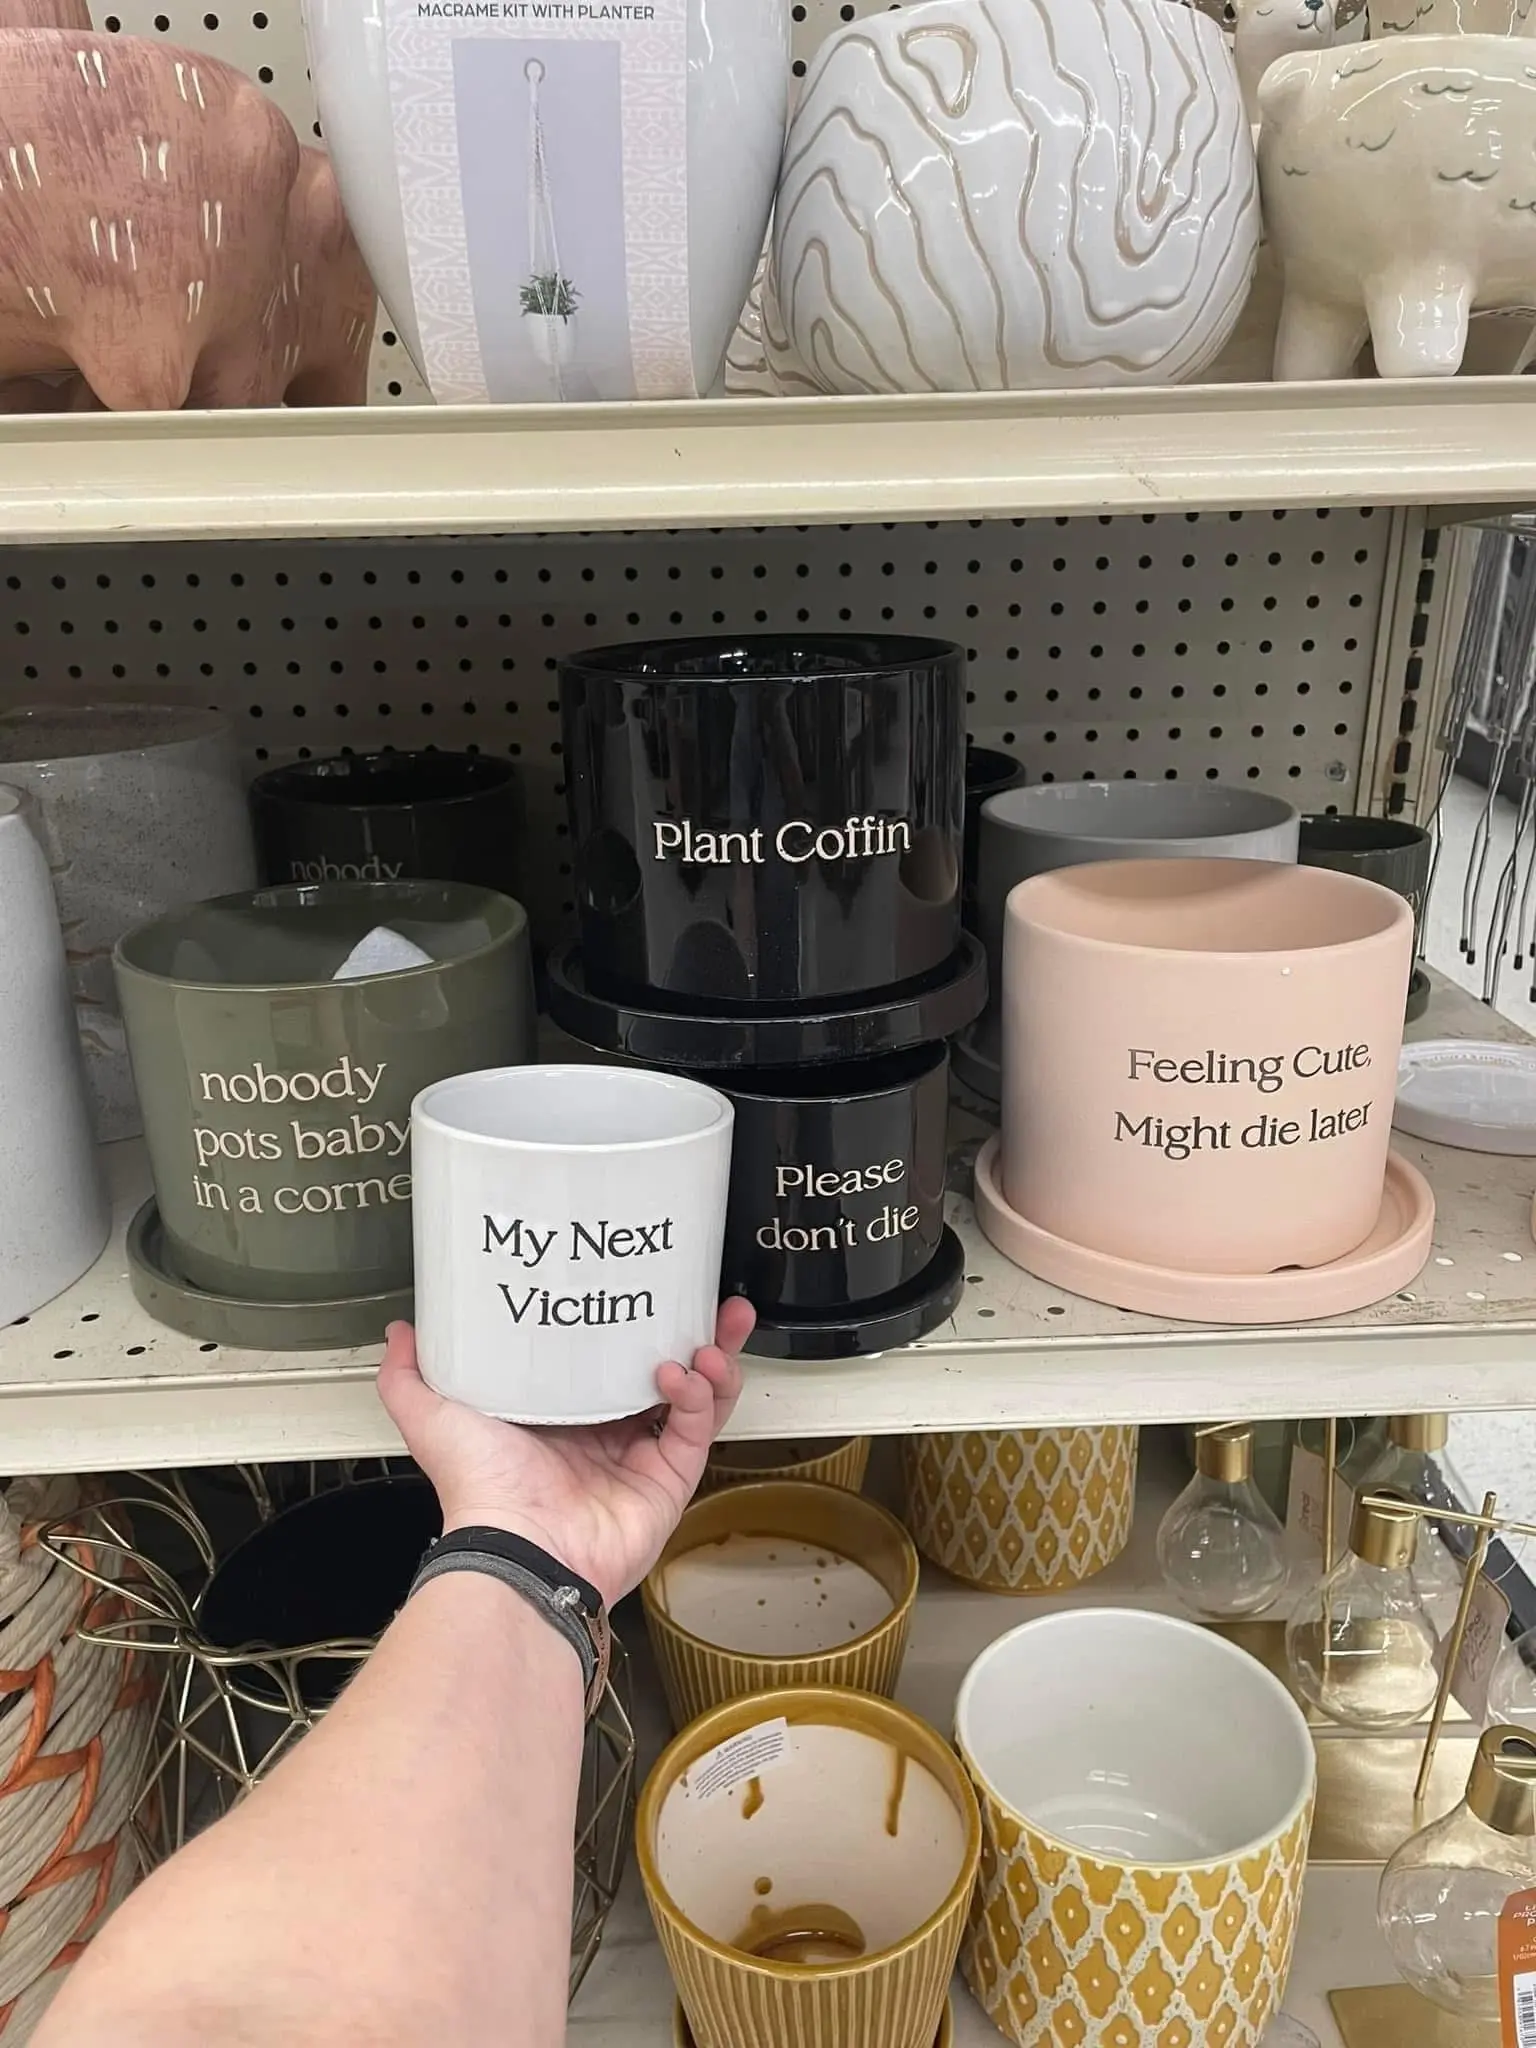 MACRAME KIT WITH PLANTER
Plant Coffin
nobody
nobody
pots baby
in a corne
My Next
Victim
Please
don't die
Feeling Cute,
Might die later
WARNING